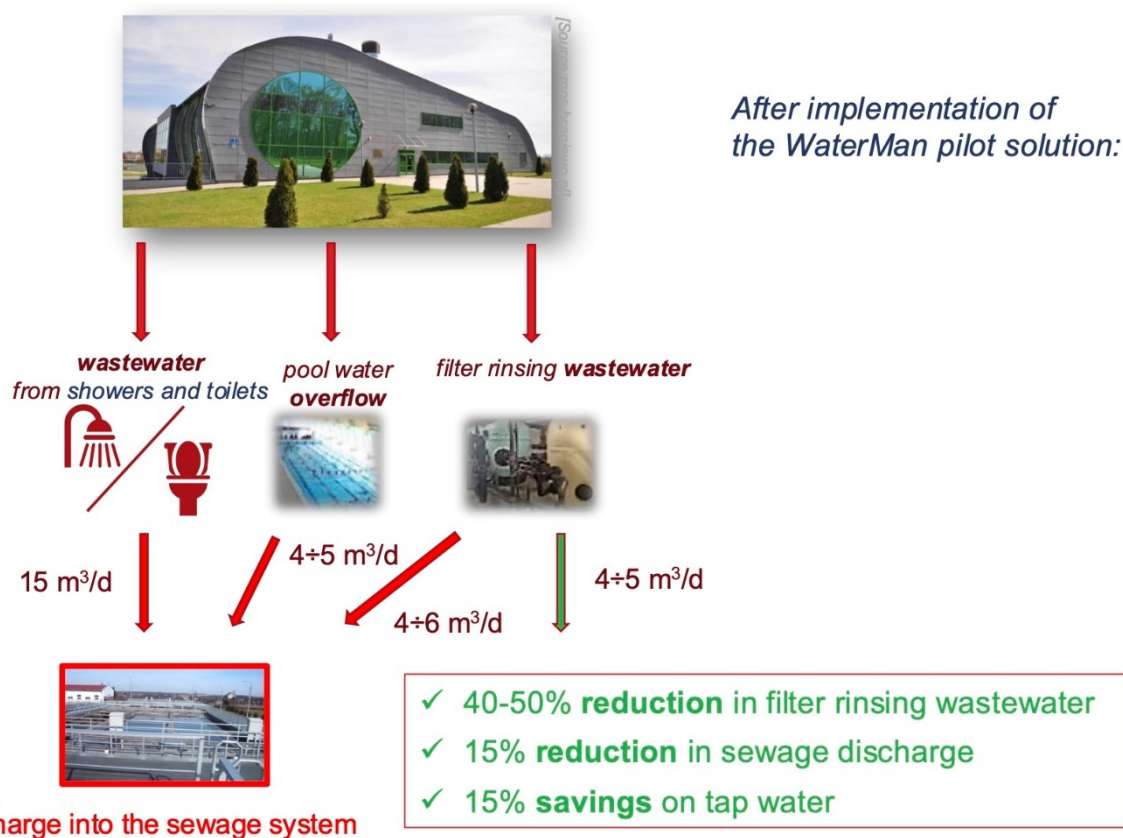 After implementation of
the WaterMan pilot solution:
wastewater
from showers and toilets
pool water
overflow
filter rinsing wastewater
15 m³/d
4÷5 m³/d
4÷6 m³/d
4÷5 m³/d
✓ 40-50% reduction in filter rinsing wastewater
✓ 15% reduction in sewage discharge
✓ 15% savings on tap water
harge into the sewage system